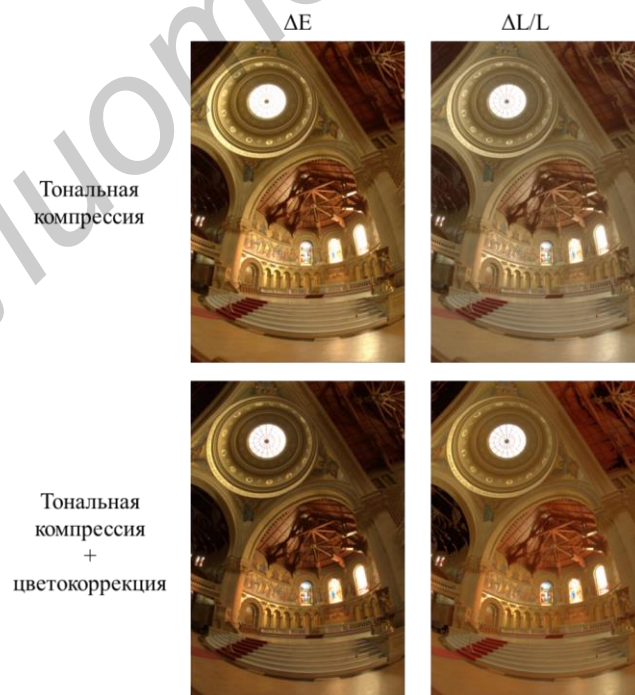 ΔE ΔL/L
Тональная
компрессия
Тональная
компрессия
+
цветокоррекция